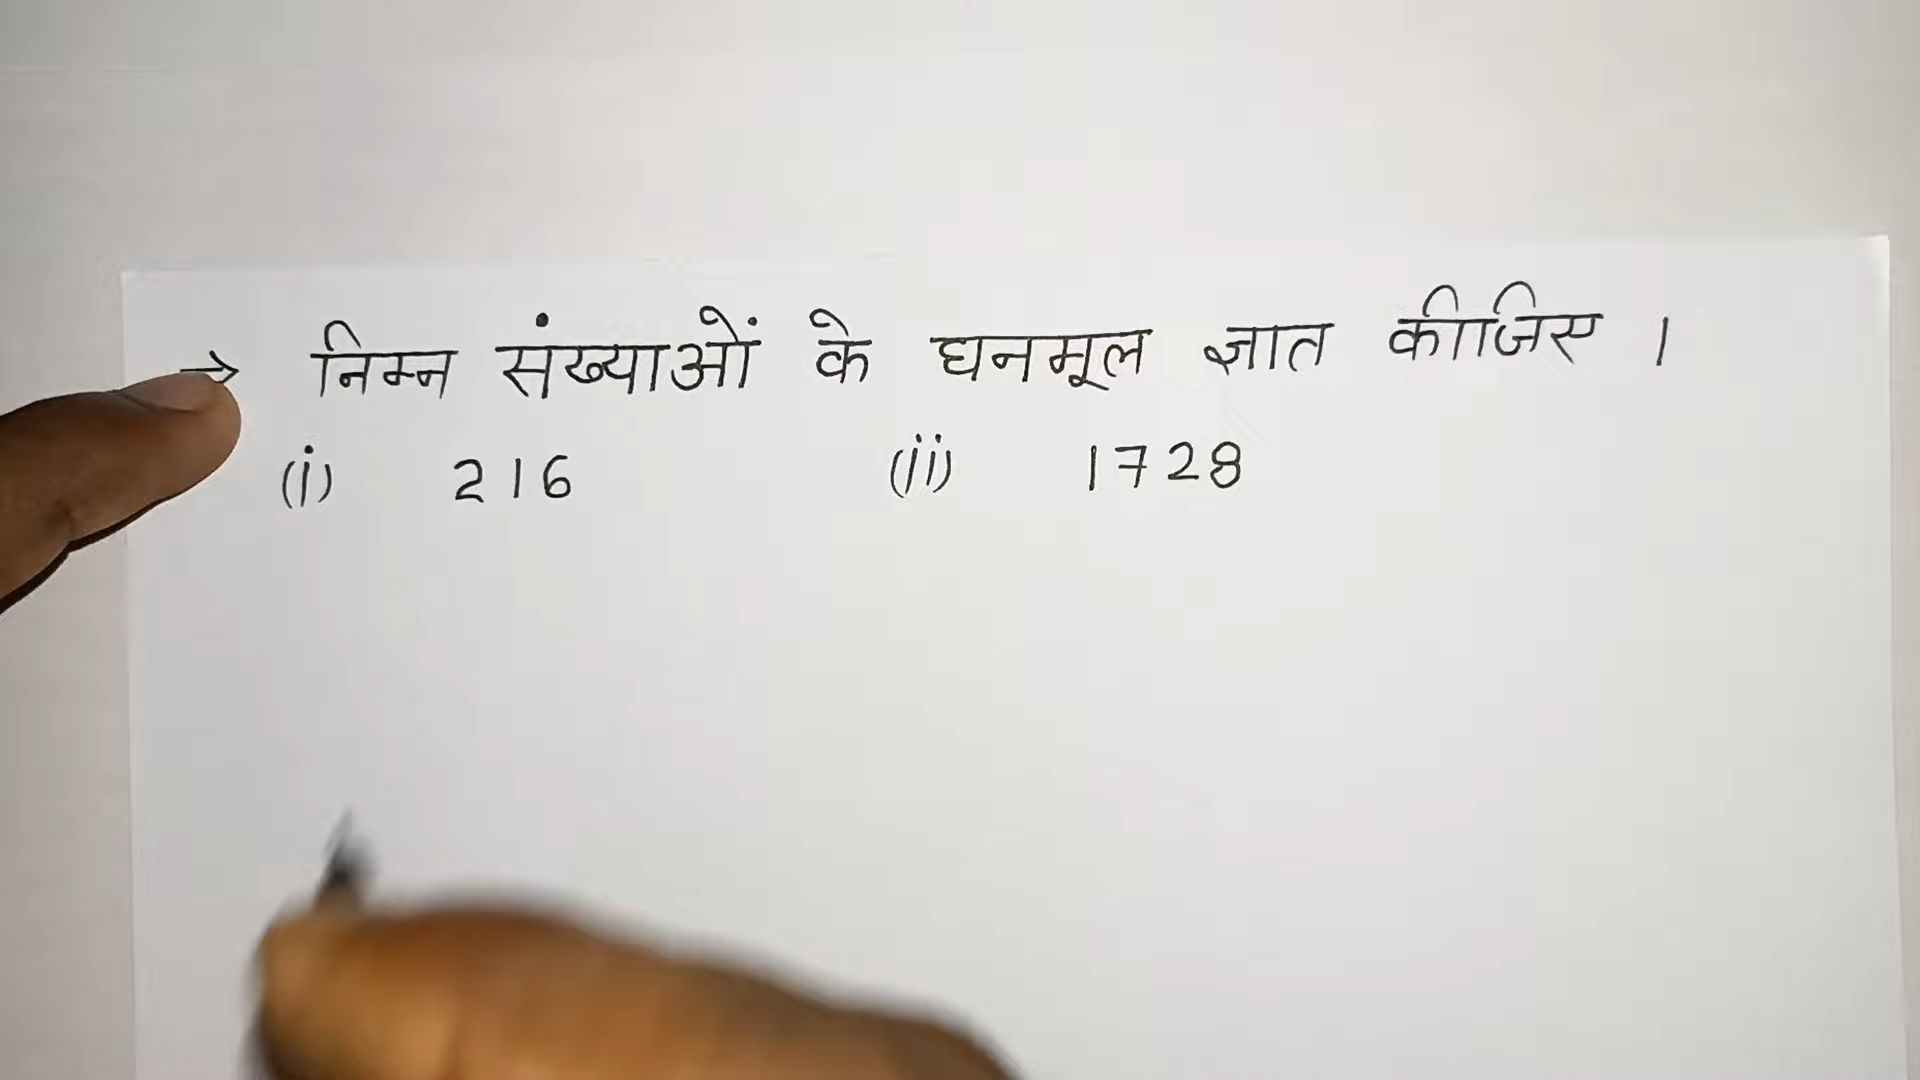 → निम्न संख्याओं के घनमूल ज्ञात कीजिए ।
(i) 216 (ii) 1728